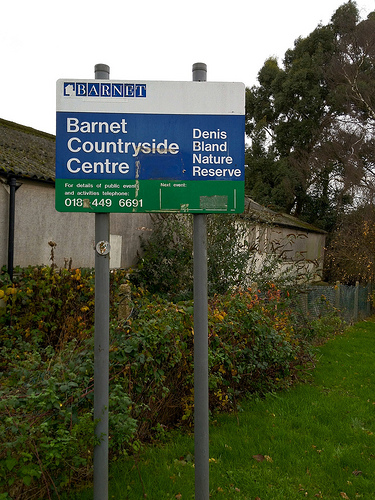 BARNET
Barnet
Countryside
Centre
Denis
Bland
Nature
Reserve
For details of public events
and activities telephone:
018 449 6691
Next event: